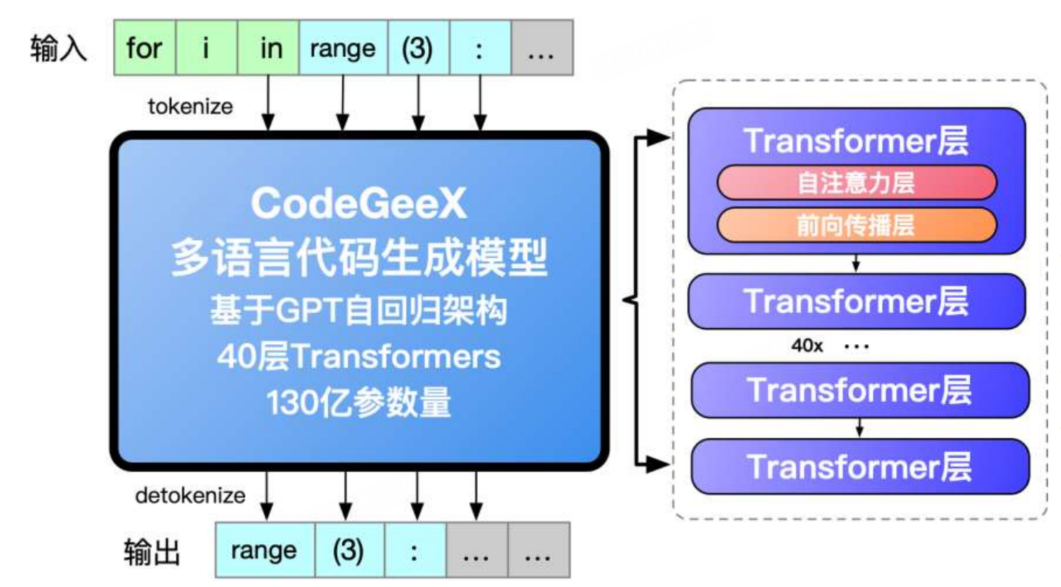 输入 for i in range (3) : ...
tokenize
CodeGeeX
多语言代码生成模型
基于GPT自回归架构
40层Transformers
130亿参数量
detokenize
输出 range (3) : ... ...
Transformer层
自注意力层
前向传播层
Transformer层
40x ...
Transformer层
Transformer层